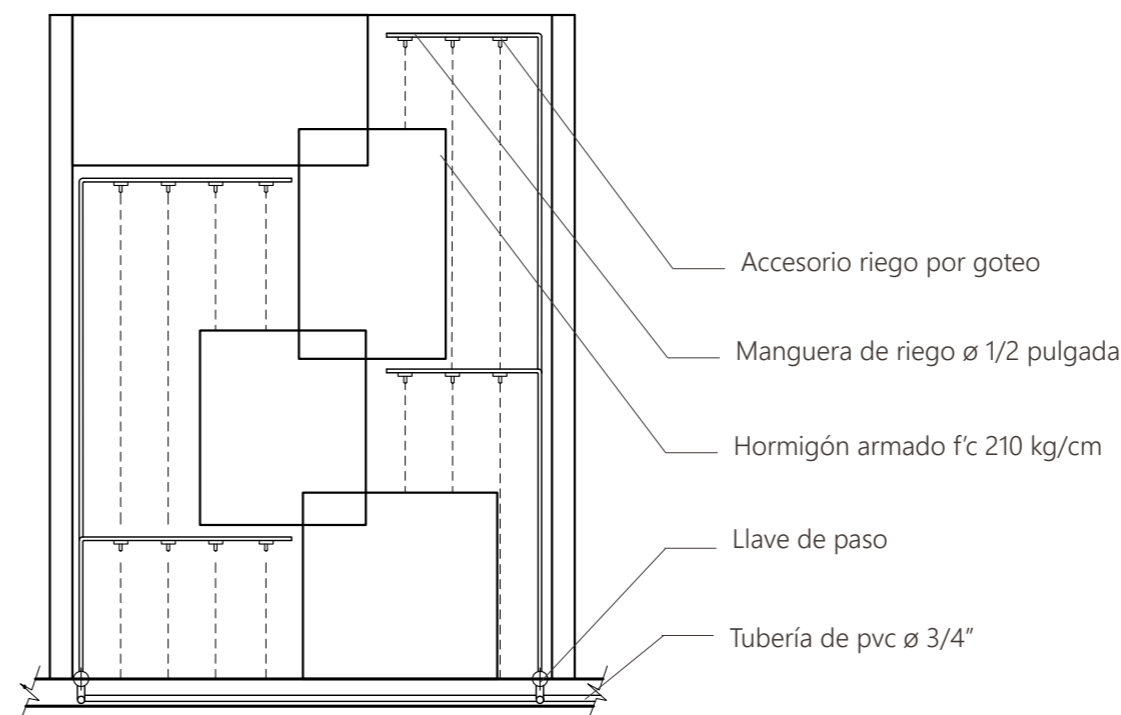 Accesorio riego por goteo
Manguera de riego ø 1/2 pulgada
Hormigón armado f'c 210 kg/cm
Llave de paso
Tubería de pvc ø 3/4”